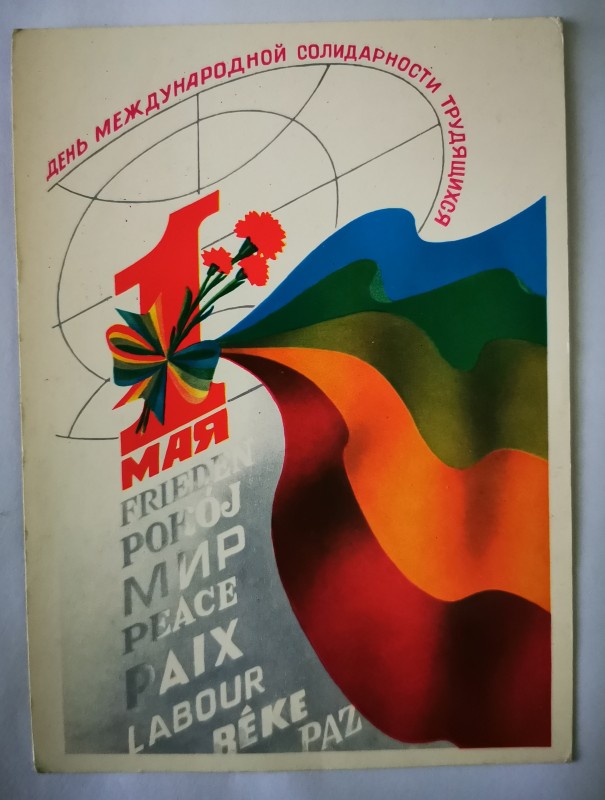 ДЕНЬ МЕЖДУНАРОДНОЙ СОЛИДАРНОСТИ ТРУДЯЩИХСЯ
1
МАЯ
FRIEDEN
POKÓJ
МИР
PEACE
PAIX
LABOUR
BÉKE
PAZ